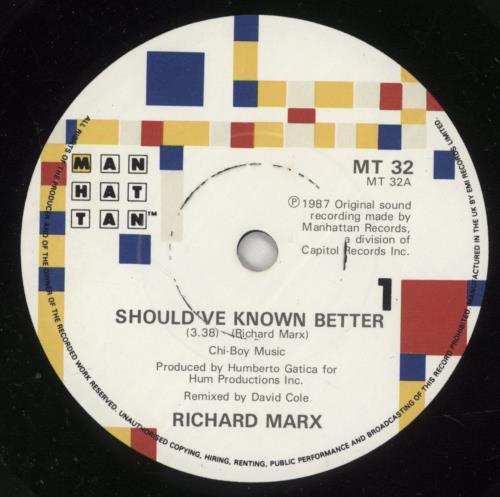 MAN
HAT
TAN™
MT 32
MT 32A
℗ 1987 Original sound
recording made by
Manhattan Records,
a division of
Capitol Records Inc.
1
SHOULD'VE KNOWN BETTER
(3.38) (Richard Marx)
Chi-Boy Music
Produced by Humberto Gatica for
Hum Productions Inc.
Remixed by David Cole
RICHARD MARX
ALL RIGHTS OF THE PRODUCER AND OF THE OWNER OF THE RECORDED WORK RESERVED. UNAUTHORISED COPYING, HIRING, RENTING, PUBLIC PERFORMANCE AND BROADCASTING OF THIS RECORD PROHIBITED. MANUFACTURED IN THE UK BY EMI RECORDS LIMITED.